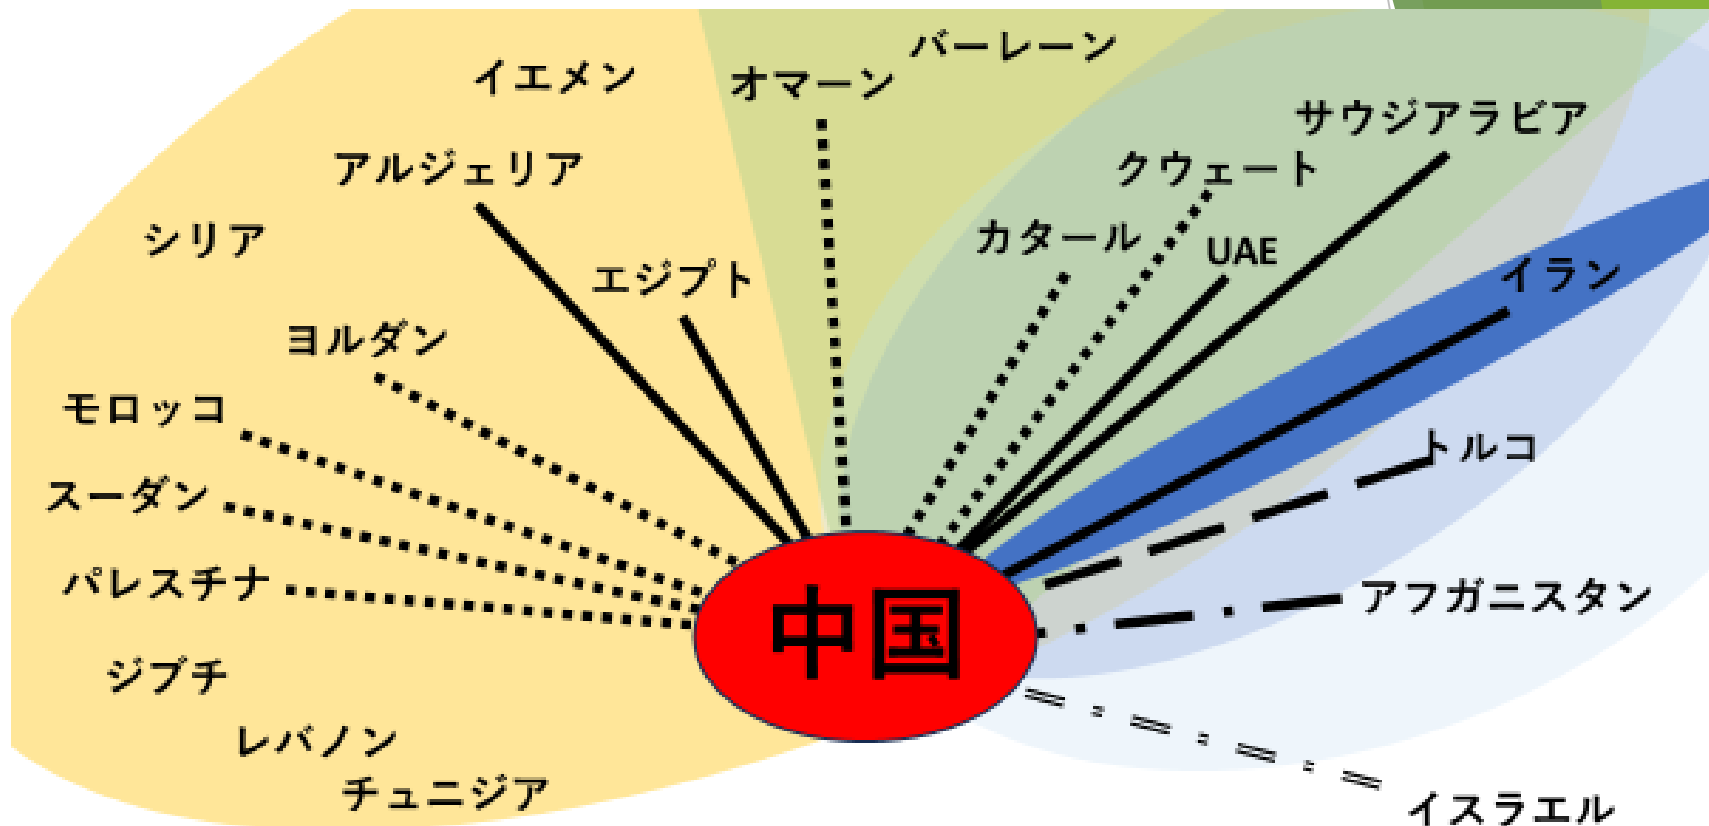 バーレーン
イエメン
オマーン
サウジアラビア
アルジェリア
クウェート
シリア
カタール
UAE
エジプト
イラン
ヨルダン
モロッコ
トルコ
スーダン
パレスチナ
アフガニスタン
中国
ジブチ
レバノン
チュニジア
イスラエル